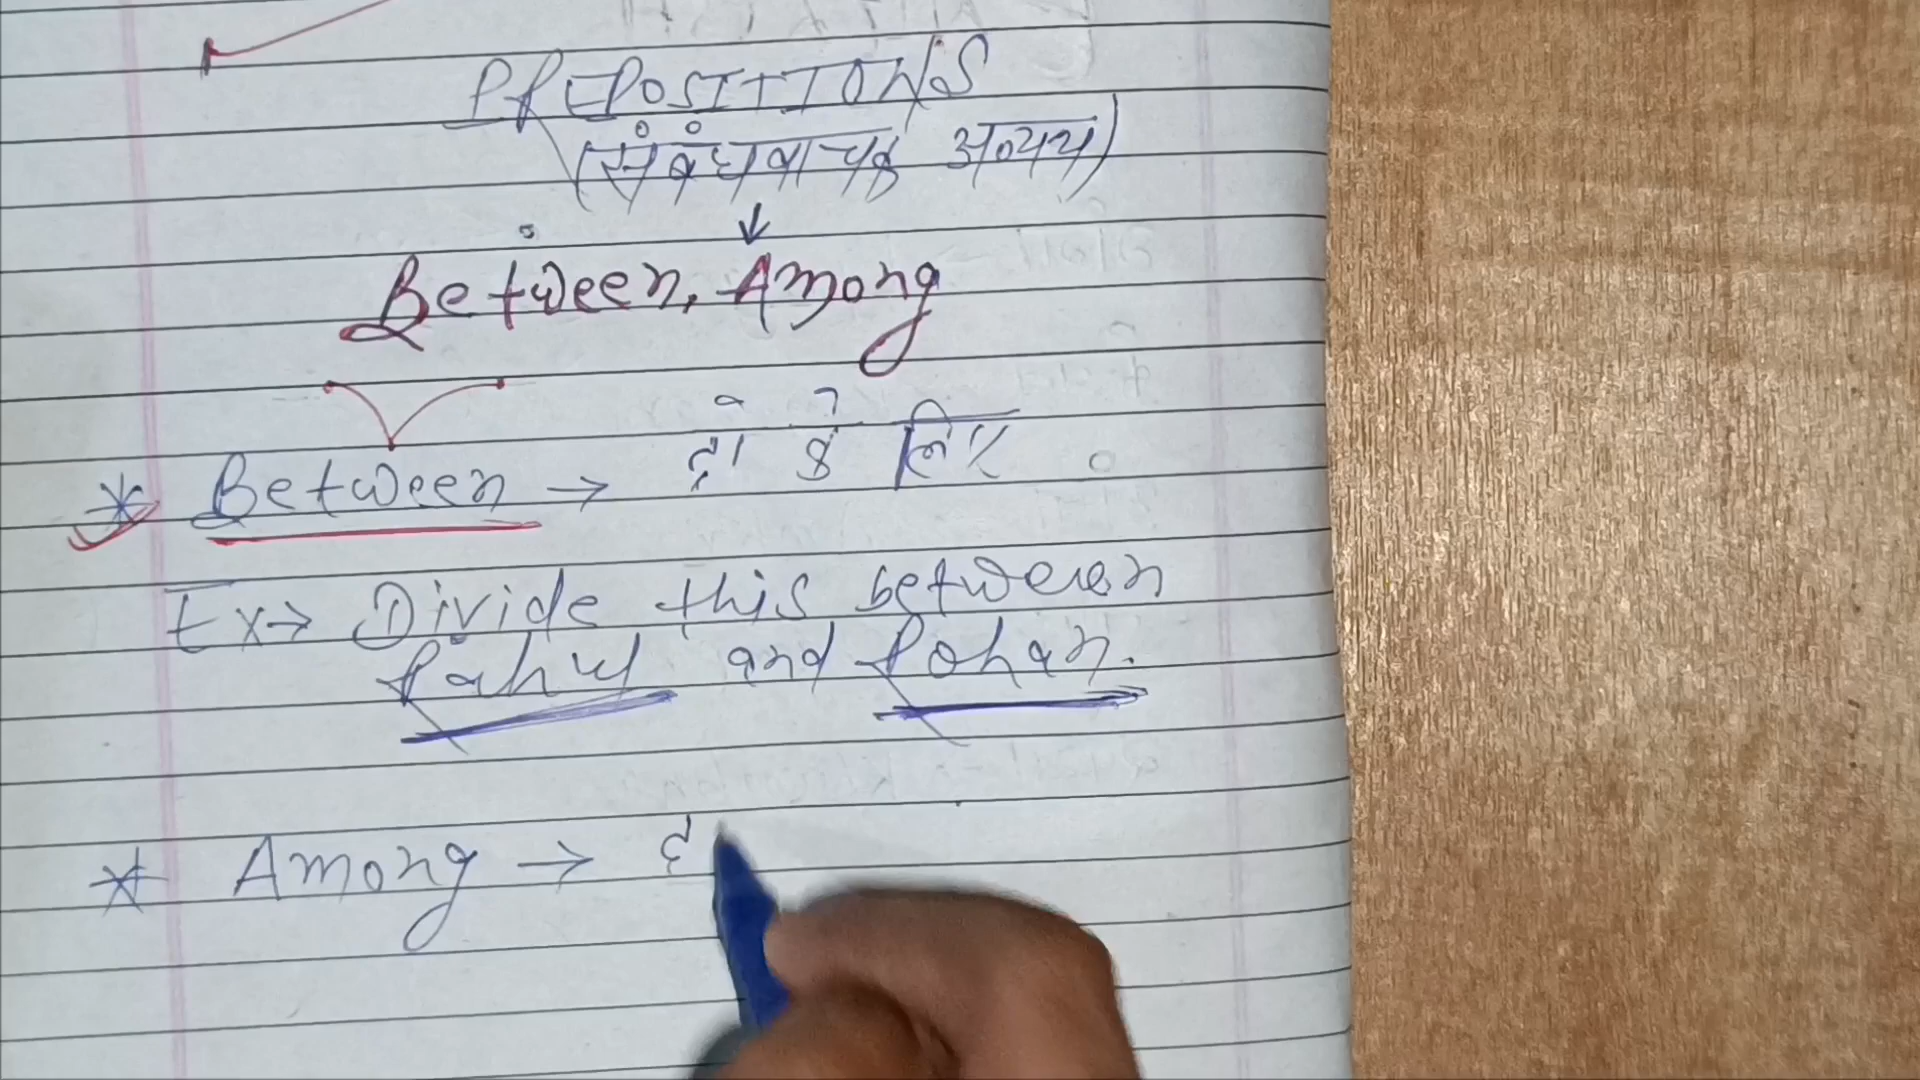 PREPOSITIONS
(संबंधवाचक अव्यय)
Between, Among
* Between → दो के लिए
Ex→ Divide this between
Rahul and Rohan.
* Among → द